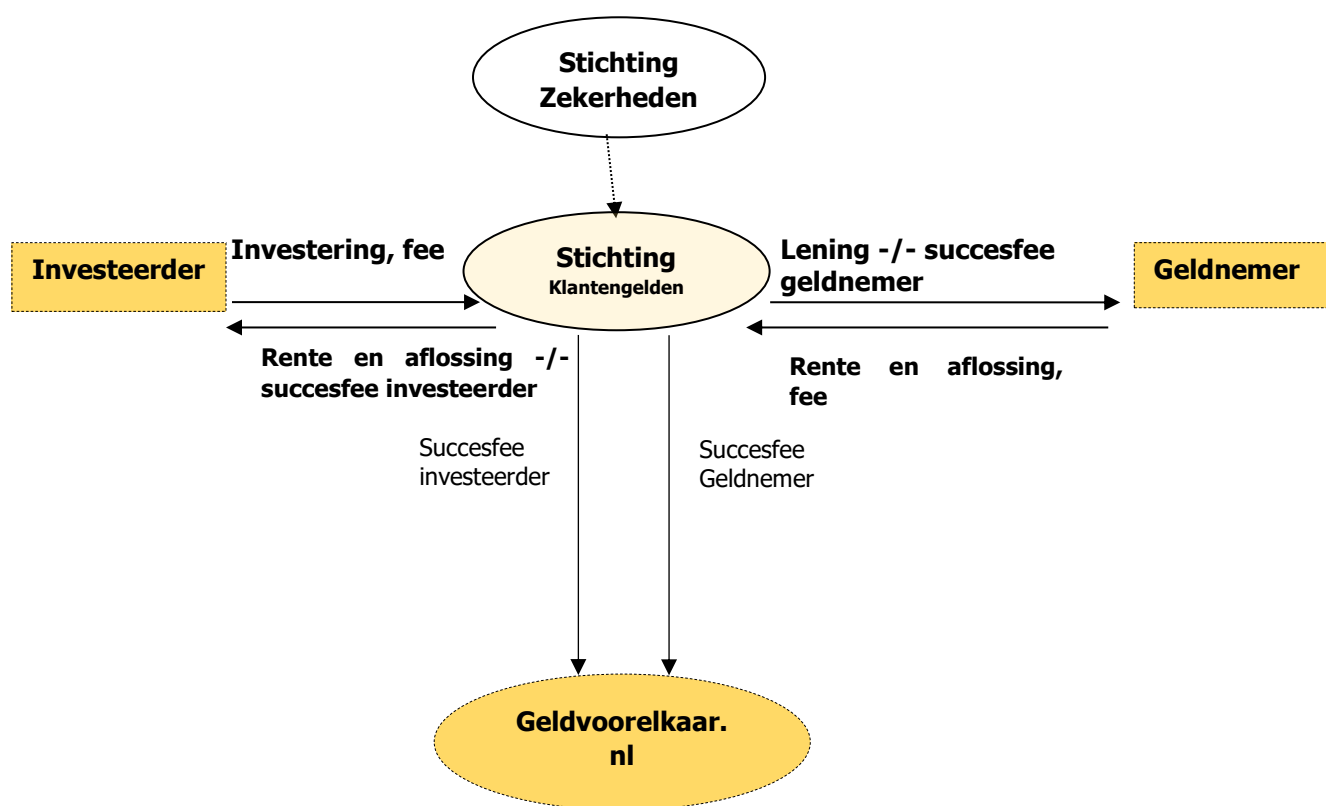 Stichting
Zekerheden
Investeerder
Investering, fee
Stichting
Klantengelden
Lening -/- succesfee
geldnemer
Geldnemer
Rente en aflossing -/-
succesfee investeerder
Rente en aflossing,
fee
Succesfee
investeerder
Succesfee
Geldnemer
Geldvoorelkaar.
nl